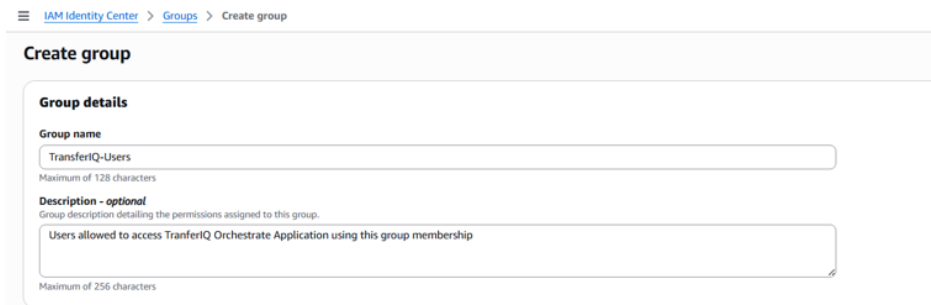 IAM Identity Center > Groups > Create group
Create group
Group details
Group name
TransferIQ-Users
Maximum of 128 characters
Description - optional
Group description detailing the permissions assigned to this group.
Users allowed to access TranferIQ Orchestrate Application using this group membership
Maximum of 256 characters